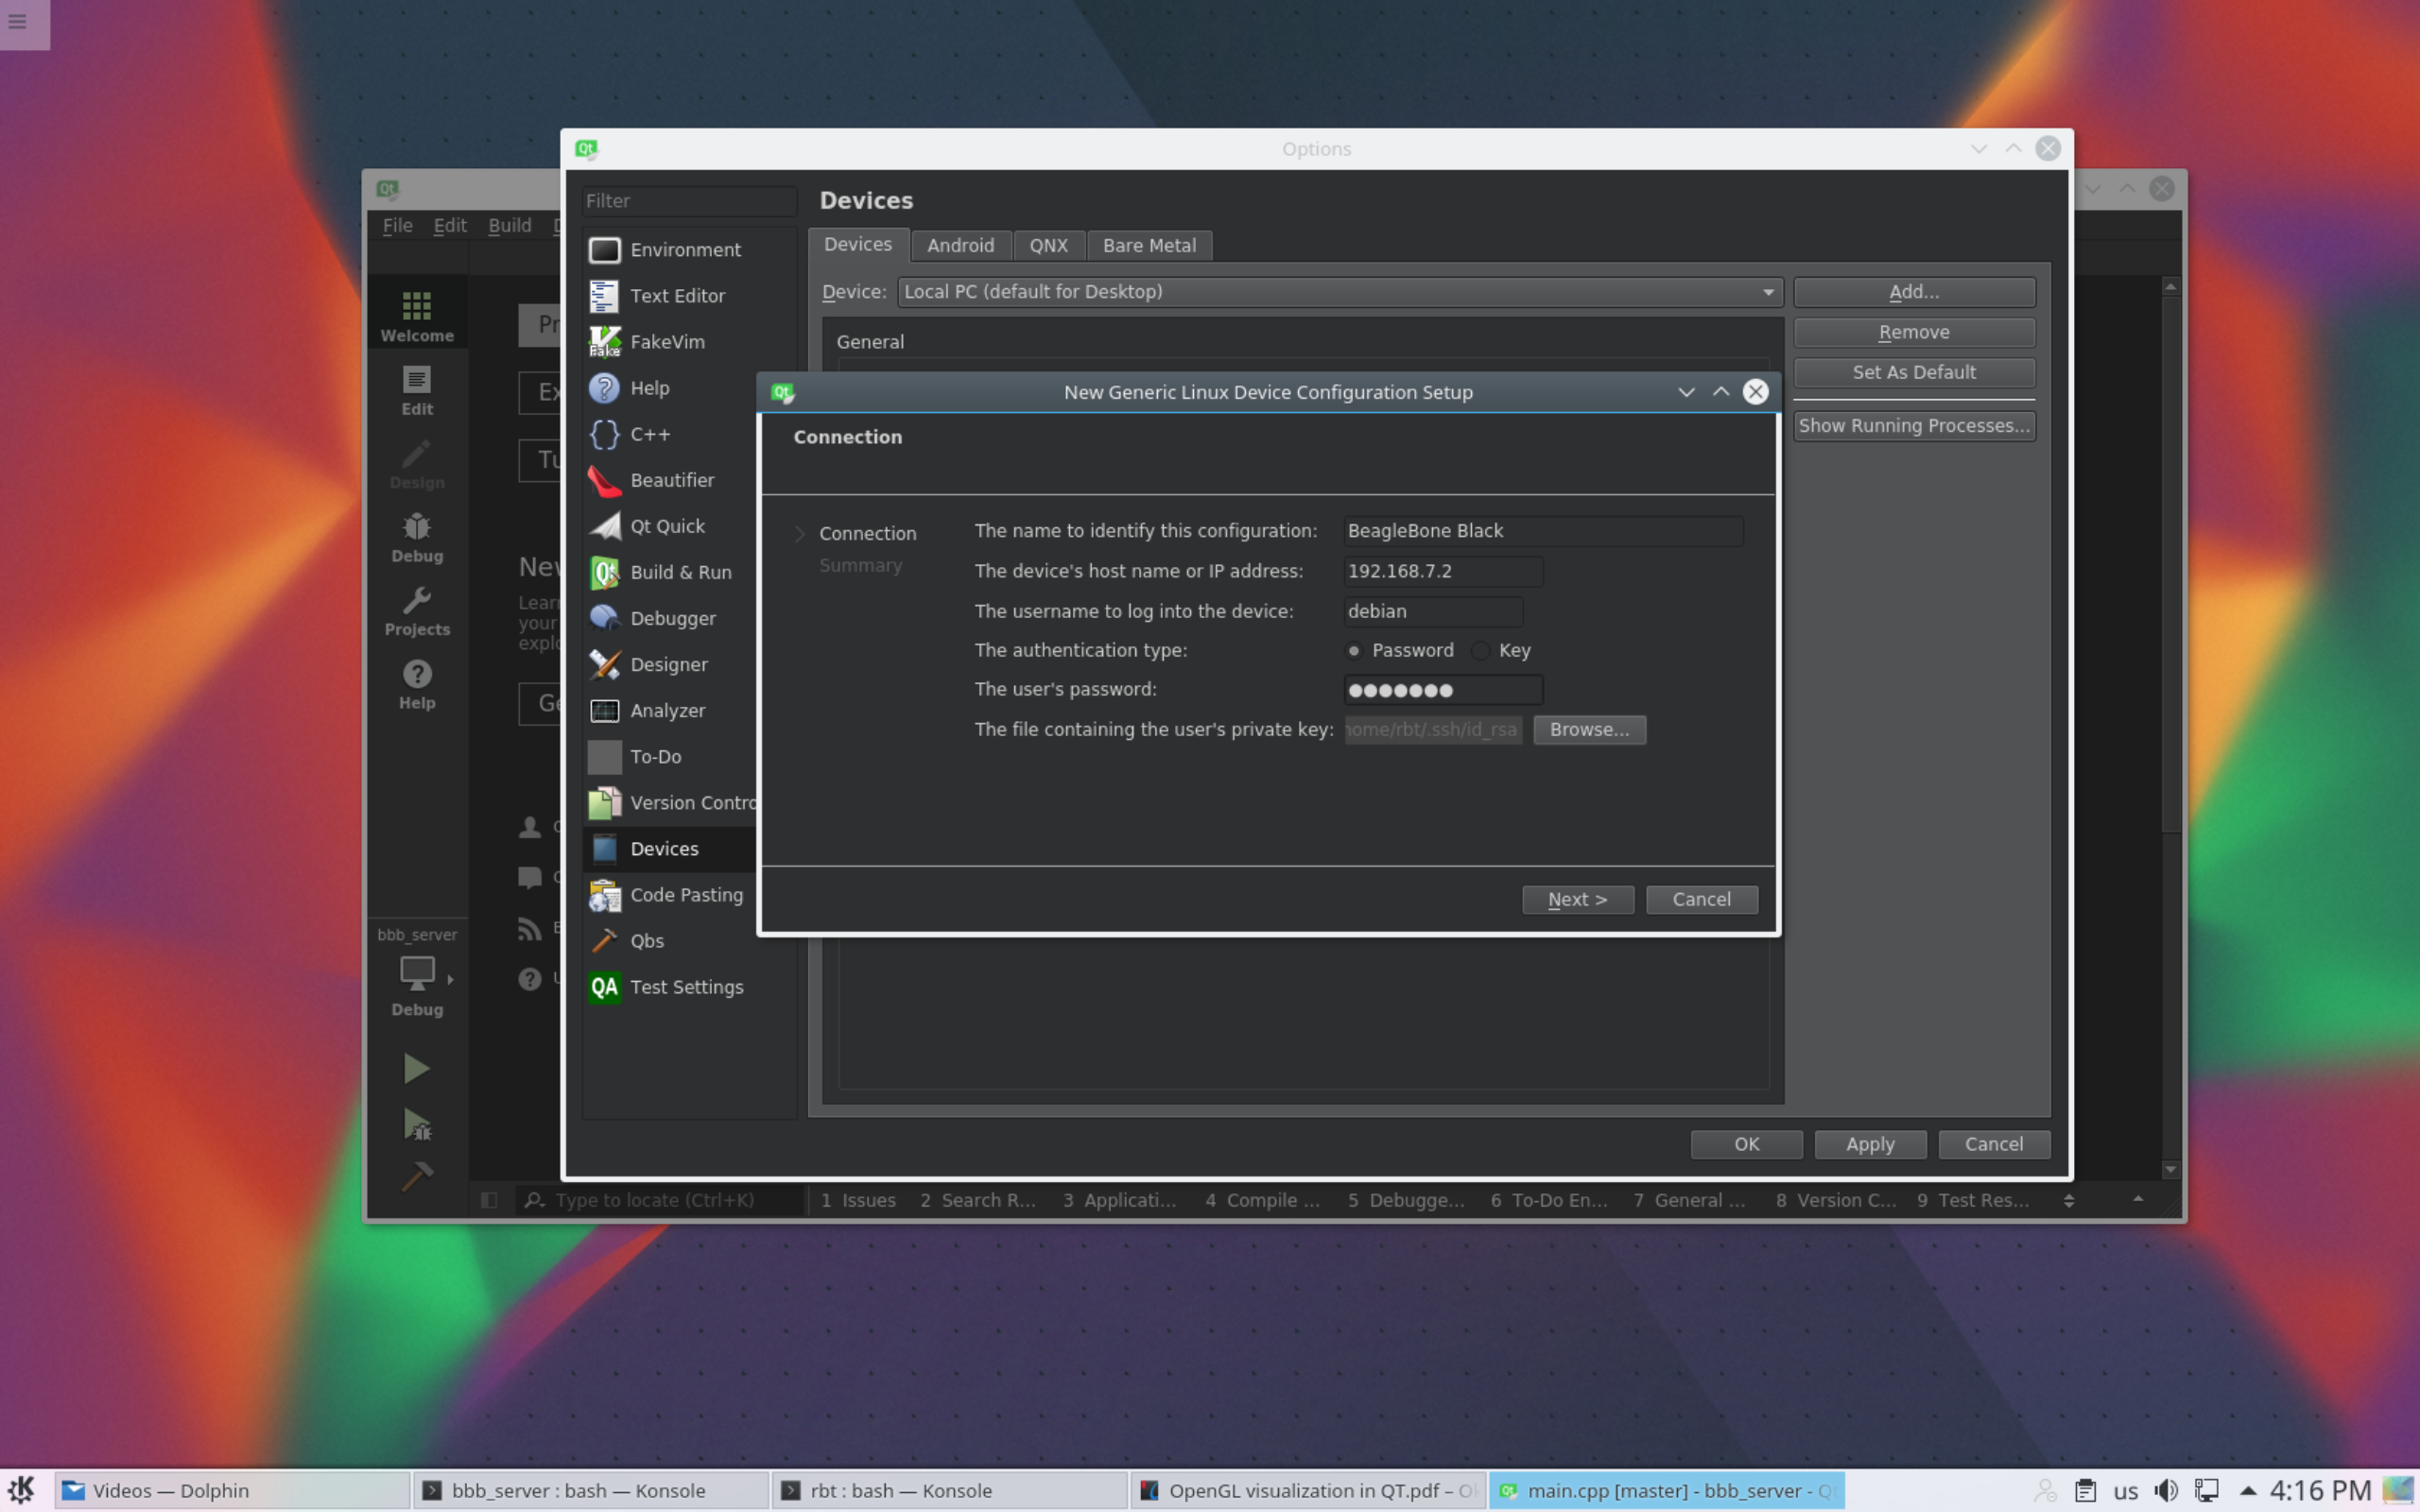 Options
File Edit Build
Filter
Devices
Environment
Text Editor
FakeVim
Help
C++
Beautifier
Qt Quick
Build & Run
Debugger
Designer
Analyzer
To-Do
Version Contro
Devices
Code Pasting
Qbs
QA Test Settings
Devices Android QNX Bare Metal
Device: Local PC (default for Desktop)
Add...
Remove
Set As Default
Show Running Processes...
General
Welcome
Edit
Design
Debug
Projects
Help
bbb_server
Debug
Pr
Ex
Tu
New
Lear
your
explo
Ge
New Generic Linux Device Configuration Setup
Connection
Connection
Summary
The name to identify this configuration: BeagleBone Black
The device's host name or IP address: 192.168.7.2
The username to log into the device: debian
The authentication type: Password Key
The user's password: ●●●●●●●
The file containing the user's private key: home/rbt/.ssh/id_rsa Browse...
Next > Cancel
OK Apply Cancel
Type to locate (Ctrl+K) 1 Issues 2 Search R... 3 Applicati... 4 Compile ... 5 Debugge... 6 To-Do En... 7 General ... 8 Version C... 9 Test Res...
Videos — Dolphin
bbb_server : bash — Konsole
rbt : bash — Konsole
OpenGL visualization in QT.pdf – Ok
main.cpp [master] - bbb_server - Qt
us 4:16 PM